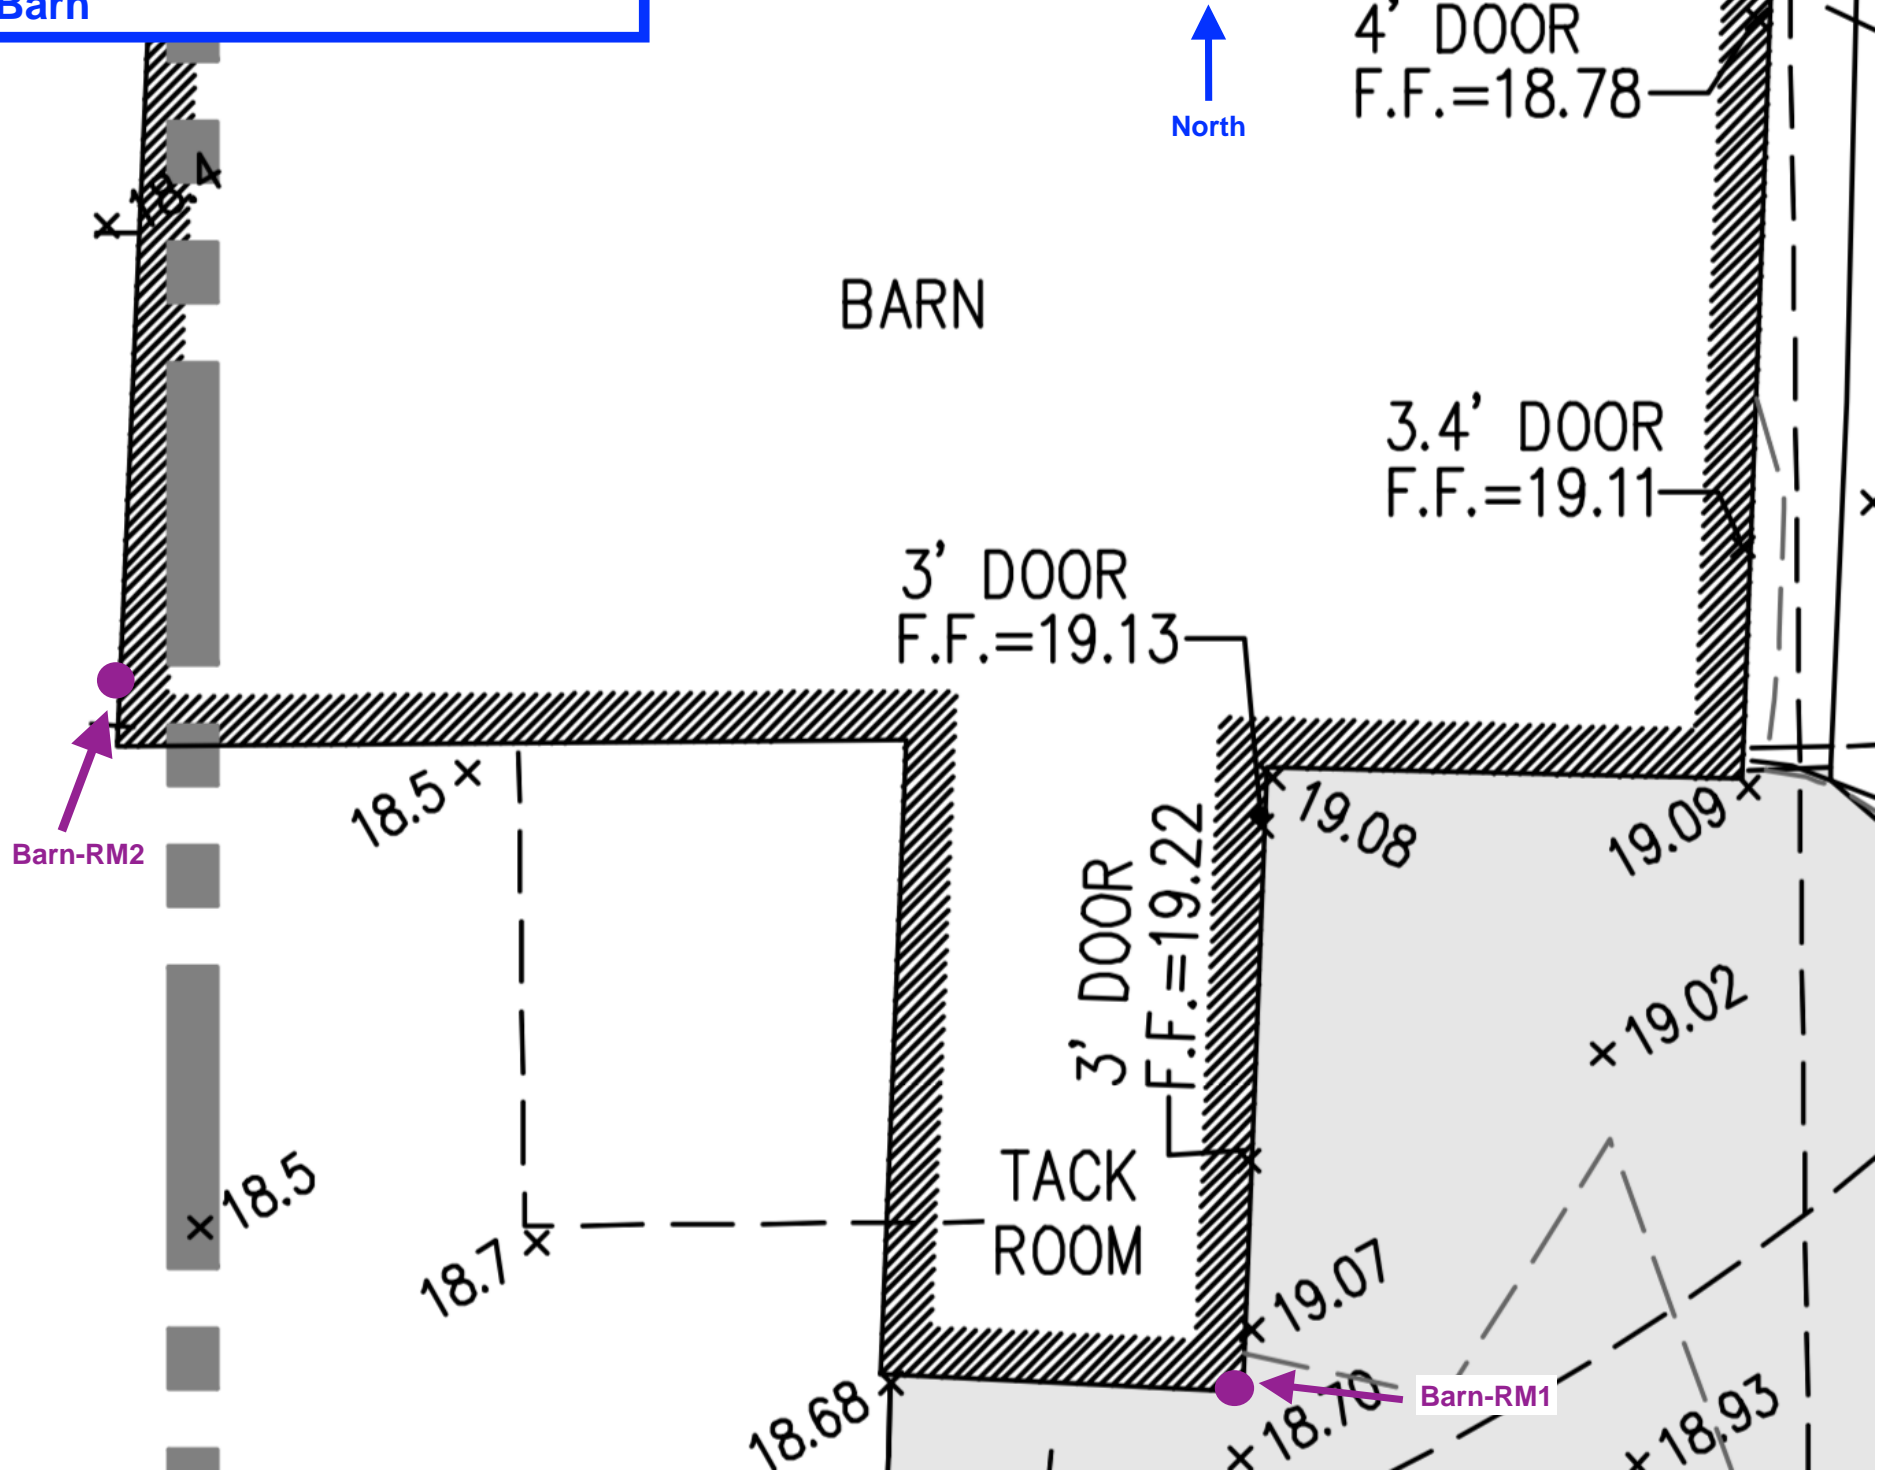 Barn
4' DOOR
F.F.=18.78
North
18.4
BARN
3.4' DOOR
F.F.=19.11
3' DOOR
F.F.=19.13
Barn-RM2
18.5
19.08
19.09
3' DOOR
F.F.=19.22
19.02
18.5
TACK
ROOM
18.7
19.07
18.68
18.70
Barn-RM1
18.93